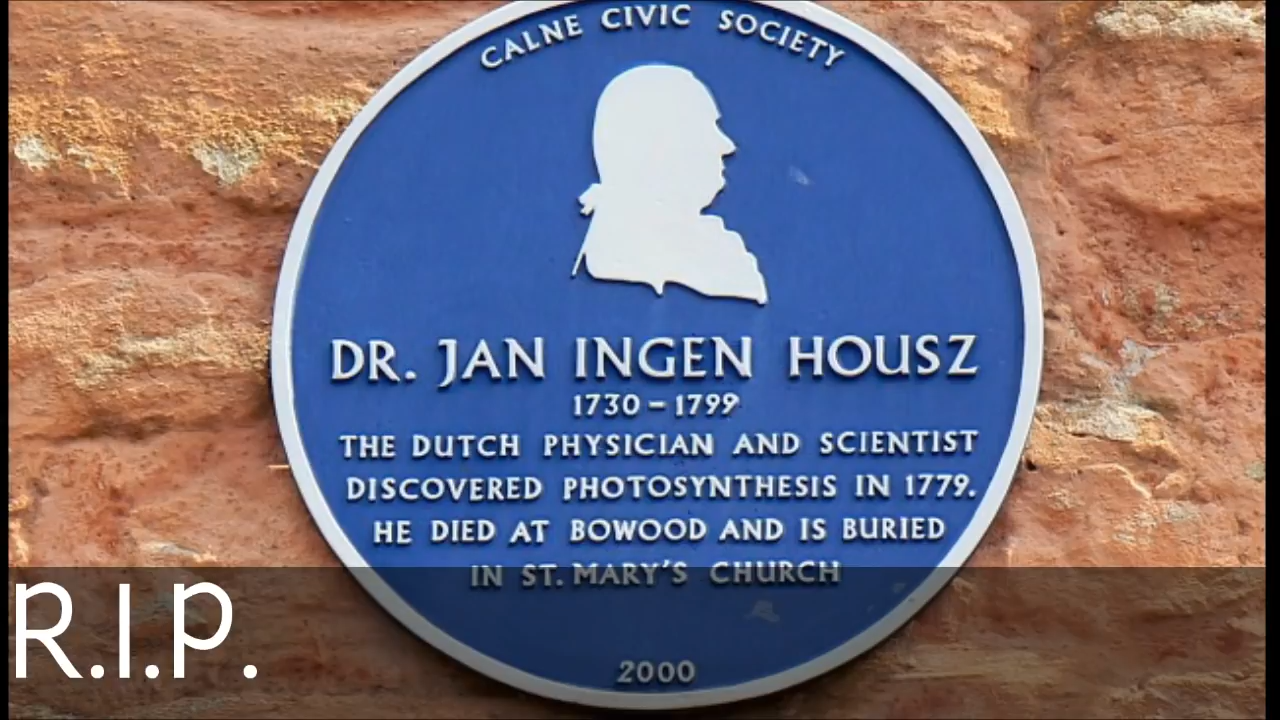 CALNE CIVIC SOCIETY
DR. JAN INGEN HOUSZ
1730 - 1799
THE DUTCH PHYSICIAN AND SCIENTIST
DISCOVERED PHOTOSYNTHESIS IN 1779.
HE DIED AT BOWOOD AND IS BURIED
IN ST. MARY'S CHURCH
R.I.P.
2000